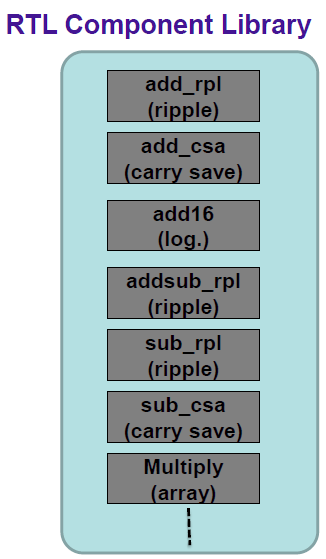 RTL Component Library
add_rpl
(ripple)
add_csa
(carry save)
add16
(log.)
addsub_rpl
(ripple)
sub_rpl
(ripple)
sub_csa
(carry save)
Multiply
(array)